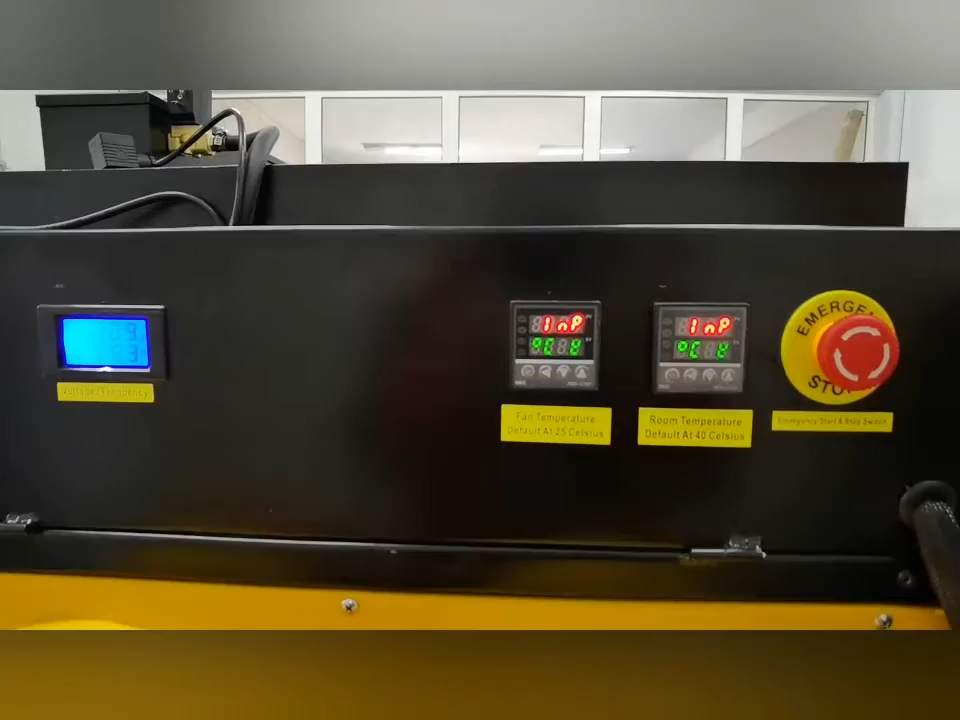 Voltage / Frequency
InP
°C
Fan Temperature
Default At 25 Celsius
InP
°C
Room Temperature
Default At 40 Celsius
STOP
Emergency Start & Stop Switch